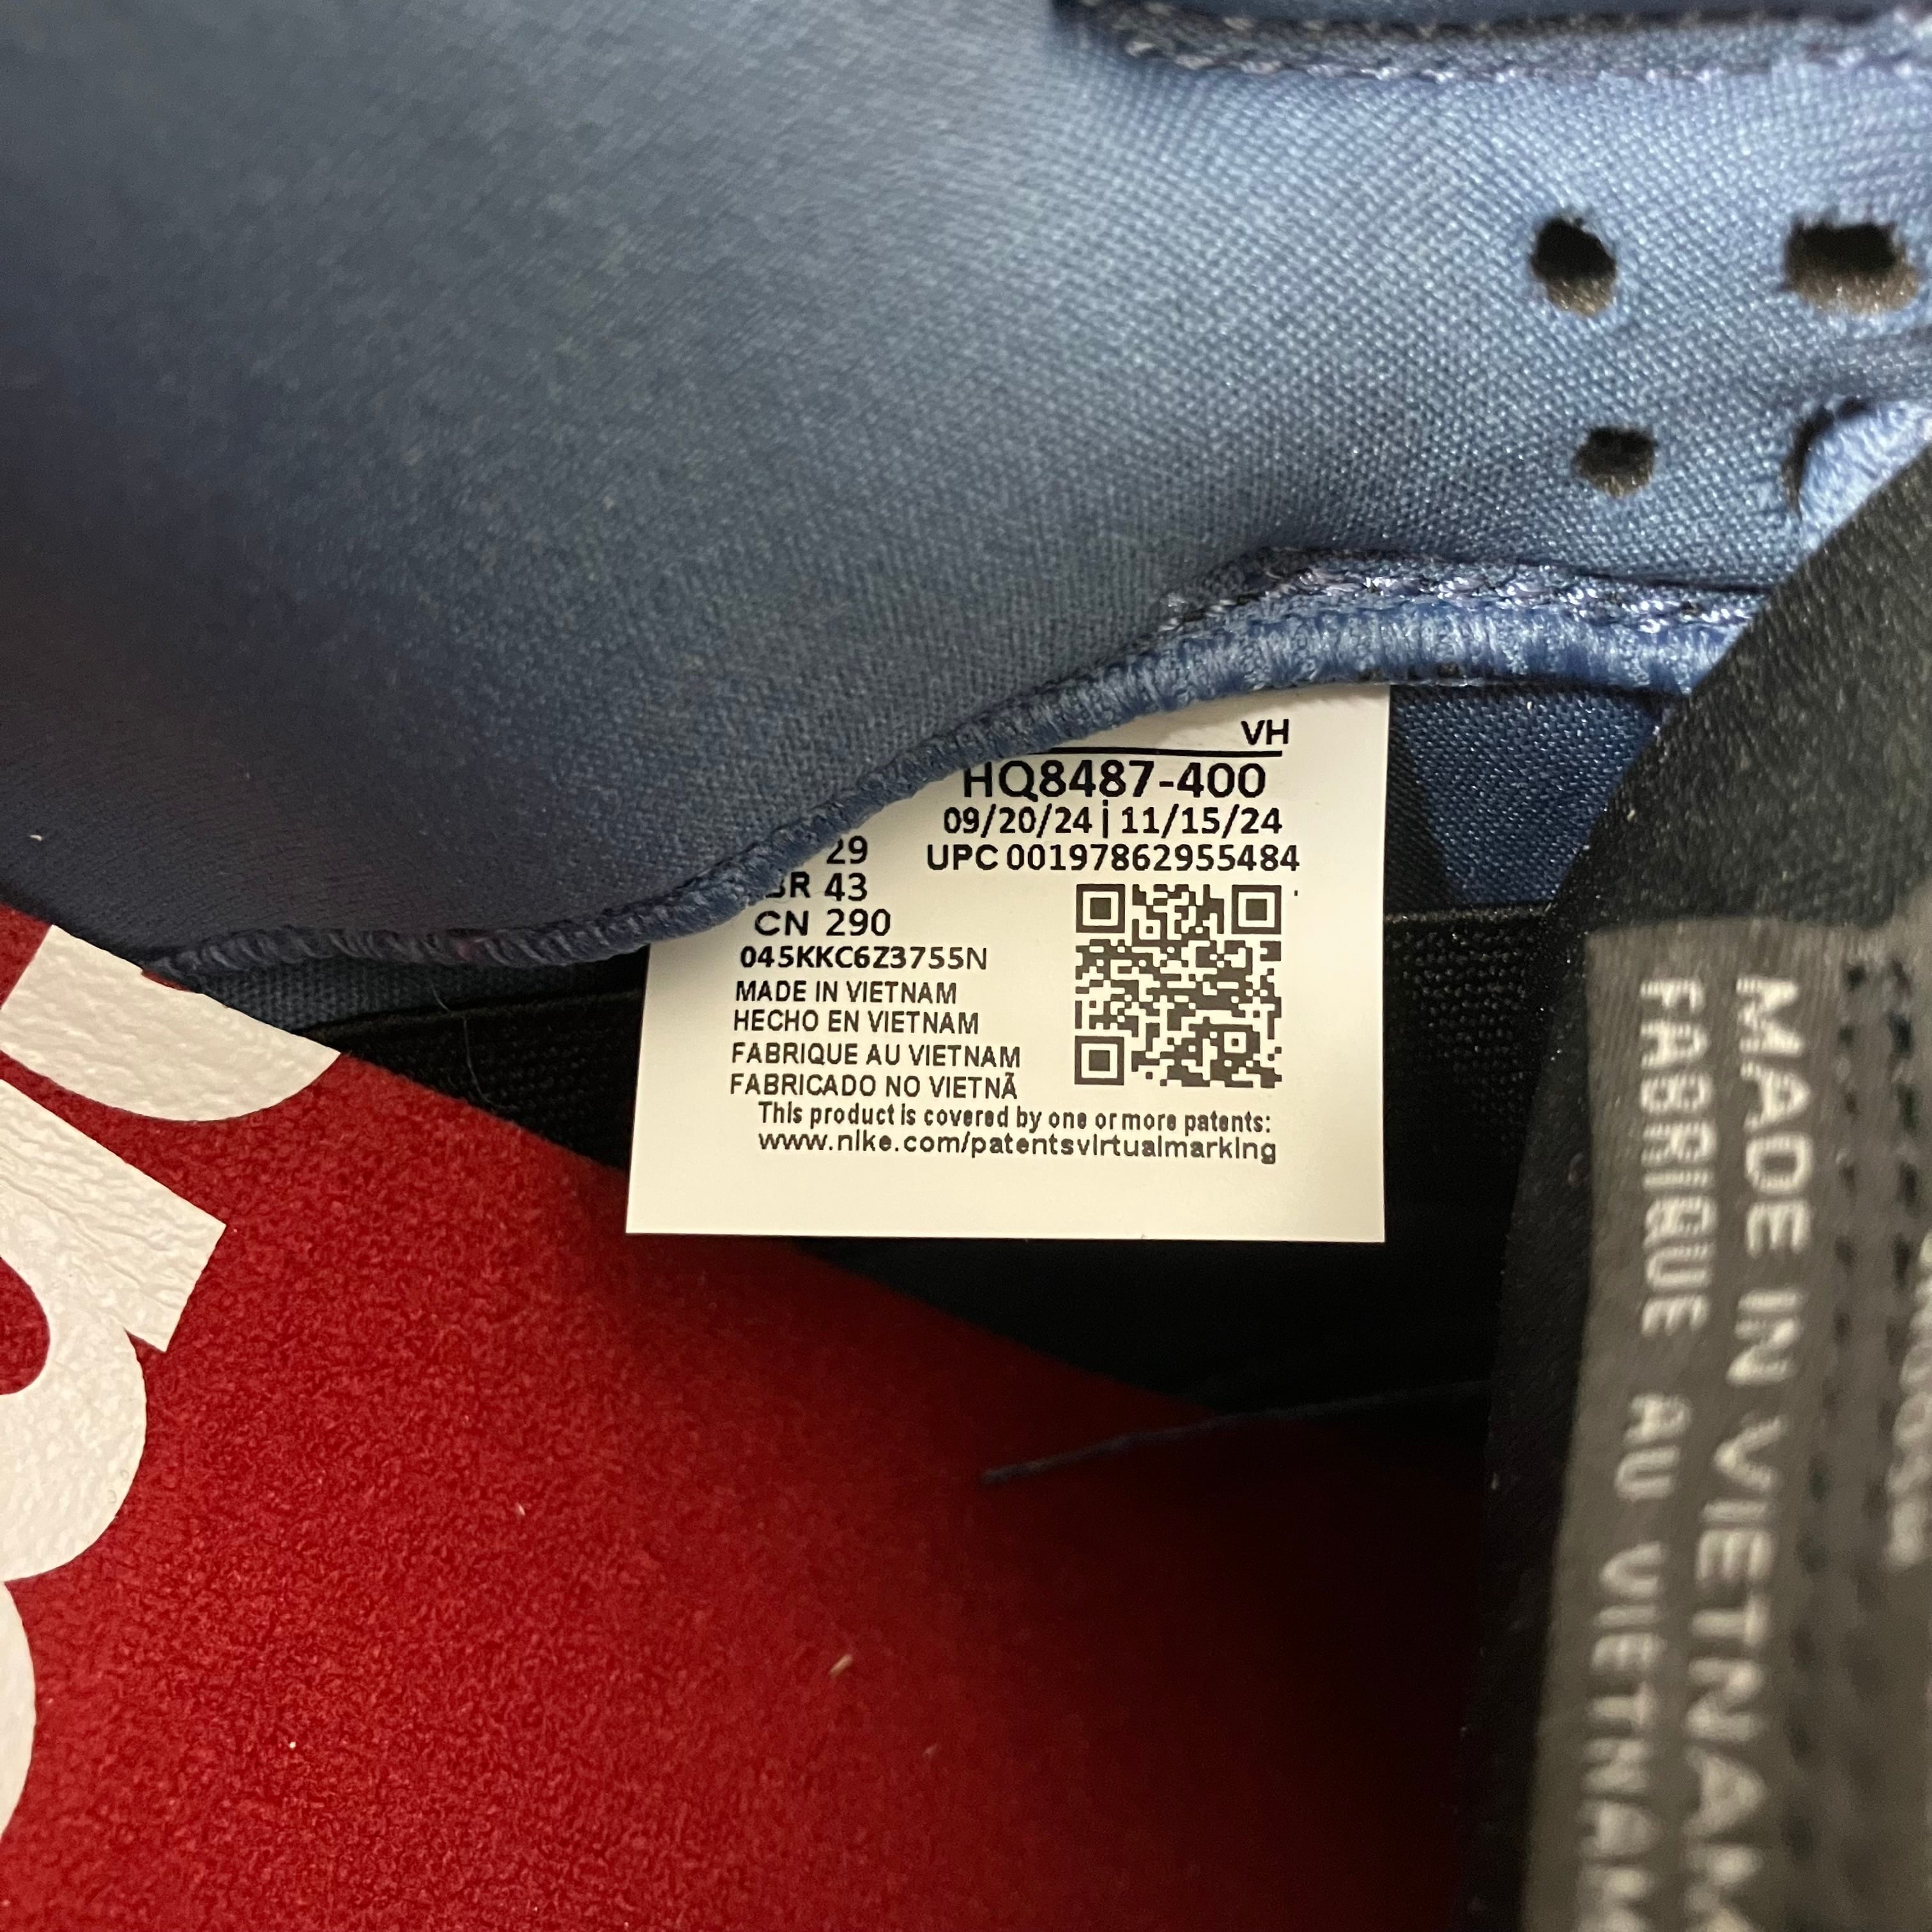 VH
HQ8487-400
09/20/24 | 11/15/24
UPC 00197862955484
29
BR 43
CN 290
045KKC6Z3755N
MADE IN VIETNAM
HECHO EN VIETNAM
FABRIQUE AU VIETNAM
FABRICADO NO VIETNÃ
This product is covered by one or more patents:
www.nike.com/patentsvirtualmarking
MADE IN VIETNAM
FABRIQUE AU VIETNAM